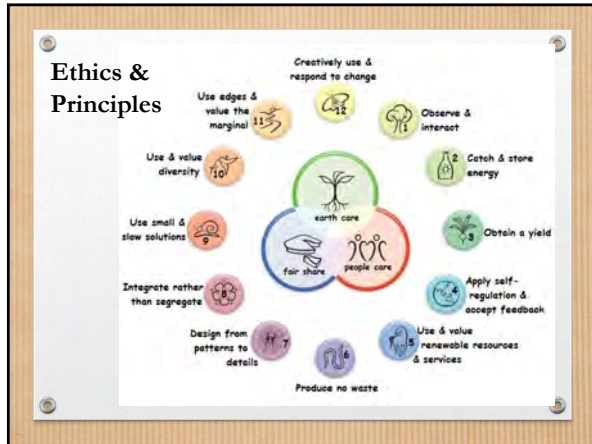 Ethics &
Principles
Creatively use &
respond to change
12
Observe &
interact
1
Catch & store
energy
2
Obtain a yield
3
Apply self-
regulation &
accept feedback
4
Use & value
renewable resources
& services
5
Produce no waste
6
Design from
patterns to
details
7
Integrate rather
than segregate
8
Use small &
slow solutions
9
Use & value
diversity
10
Use edges &
value the
marginal
11
earth care
fair share
people care